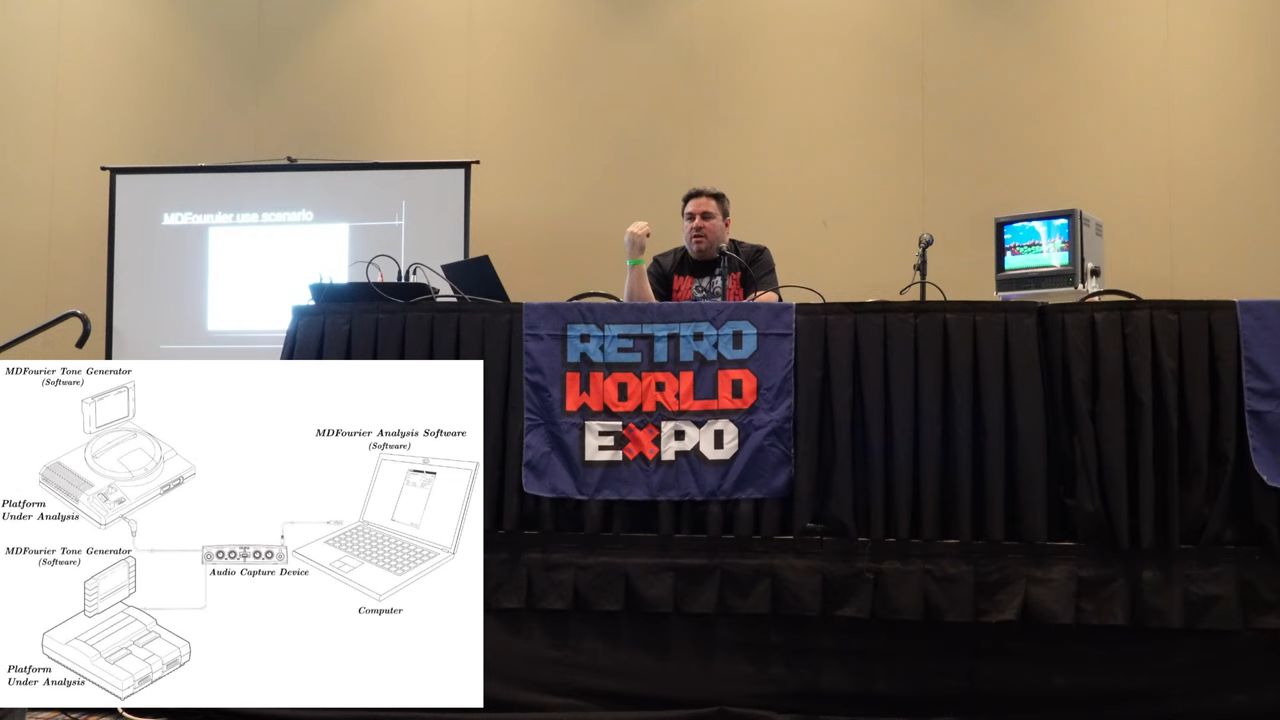 MDFouruier use scenario
RETRO
WORLD
EXPO
MDFourier Tone Generator
(Software)
MDFourier Analysis Software
(Software)
Platform
Under Analysis
MDFourier Tone Generator
(Software)
Audio Capture Device
Computer
Platform
Under Analysis